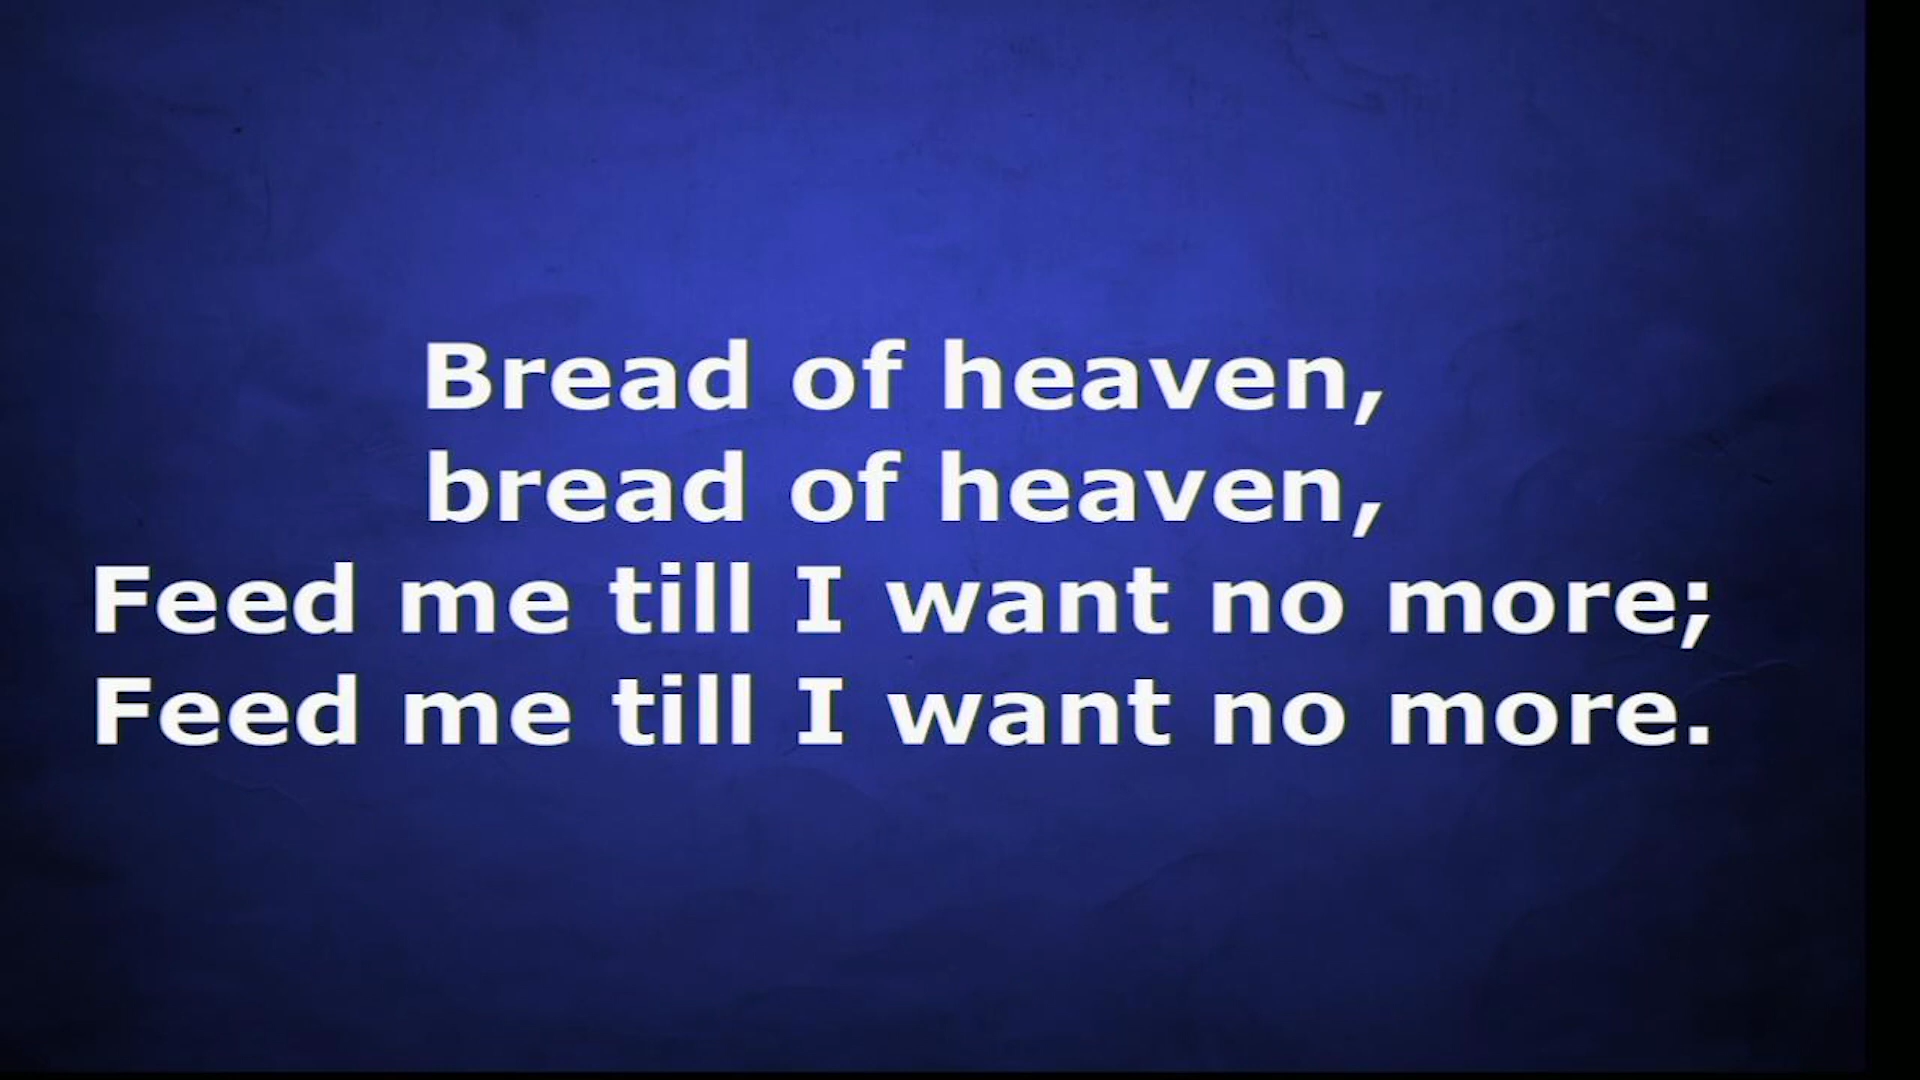 Bread of heaven,
bread of heaven,
Feed me till I want no more;
Feed me till I want no more.